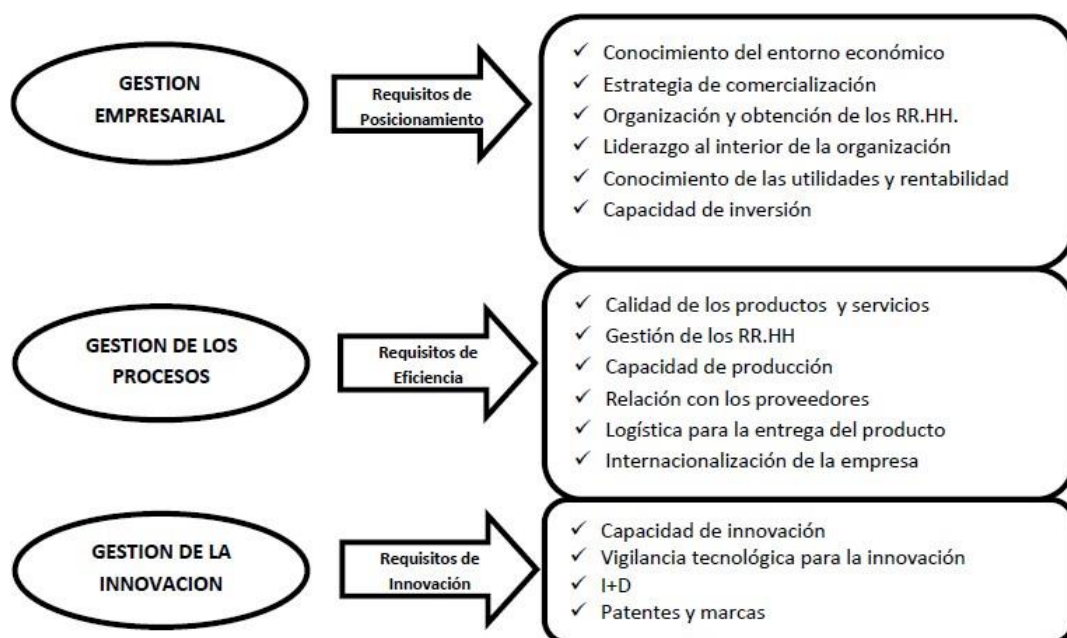 GESTION
EMPRESARIAL
Requisitos de
Posicionamiento
✓ Conocimiento del entorno económico
✓ Estrategia de comercialización
✓ Organización y obtención de los RR.HH.
✓ Liderazgo al interior de la organización
✓ Conocimiento de las utilidades y rentabilidad
✓ Capacidad de inversión
GESTION DE LOS
PROCESOS
Requisitos de
Eficiencia
✓ Calidad de los productos y servicios
✓ Gestión de los RR.HH
✓ Capacidad de producción
✓ Relación con los proveedores
✓ Logística para la entrega del producto
✓ Internacionalización de la empresa
GESTION DE LA
INNOVACION
Requisitos de
Innovación
✓ Capacidad de innovación
✓ Vigilancia tecnológica para la innovación
✓ I+D
✓ Patentes y marcas